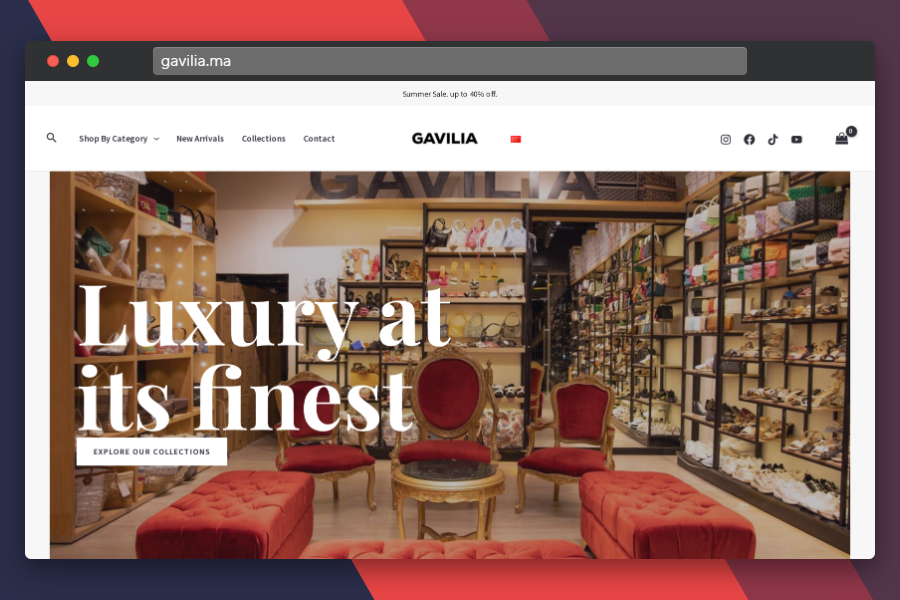 gavilia.ma
Summer Sale. up to 40% off.
Shop By Category
New Arrivals
Collections
Contact
GAVILIA
0
GAVILIA
Luxury at
its finest
EXPLORE OUR COLLECTIONS